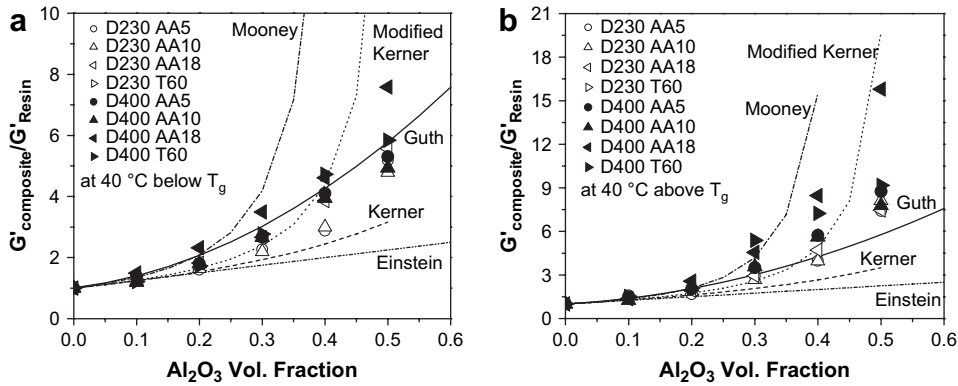 a
G'composite/G'Resin
10
8
6
4
2
0
D230 AA5
D230 AA10
D230 AA18
D230 T60
D400 AA5
D400 AA10
D400 AA18
D400 T60
at 40 °C below Tg
Mooney
Modified
Kerner
Guth
Kerner
Einstein
0.0 0.1 0.2 0.3 0.4 0.5 0.6
Al2O3 Vol. Fraction
b
G'composite/G'Resin
21
18
15
12
9
6
3
0
D230 AA5
D230 AA10
D230 AA18
D230 T60
D400 AA5
D400 AA10
D400 AA18
D400 T60
at 40 °C above Tg
Modified Kerner
Mooney
Guth
Kerner
Einstein
0.0 0.1 0.2 0.3 0.4 0.5 0.6
Al2O3 Vol. Fraction